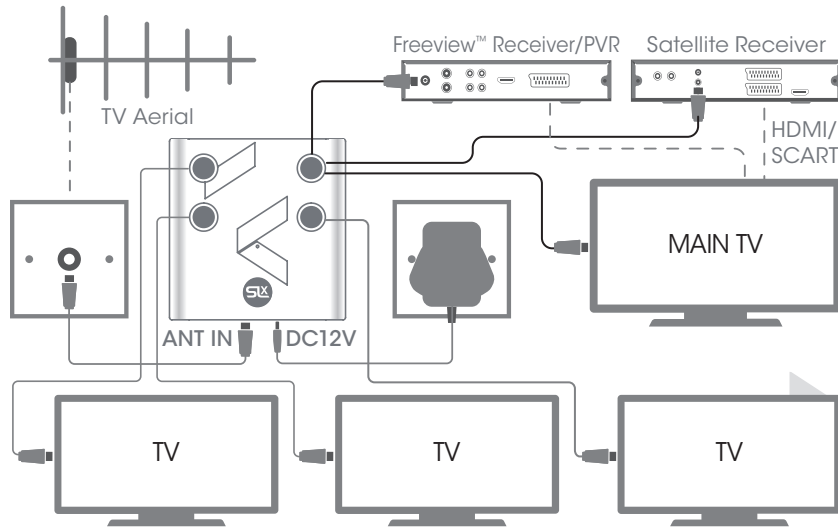 Freeview™ Receiver/PVR
Satellite Receiver
TV Aerial
HDMI/
SCART
MAIN TV
SLx
ANT IN
DC12V
TV
TV
TV